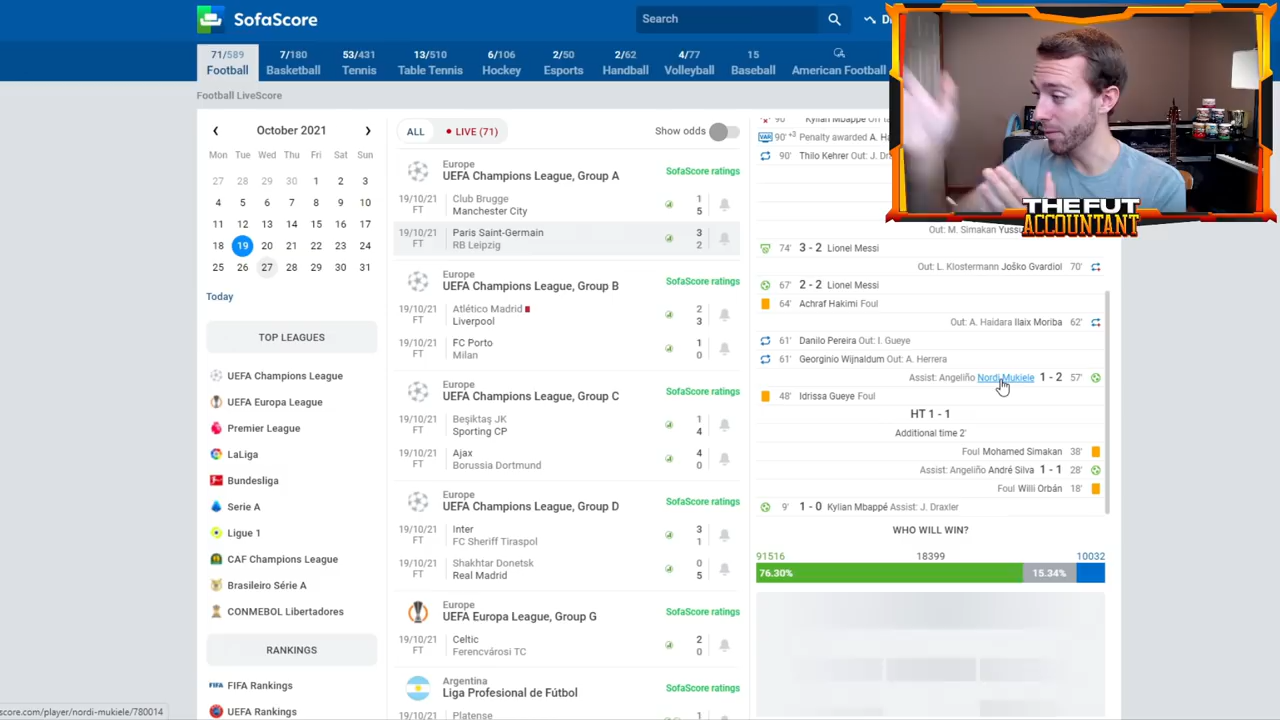 SofaScore
Search
71/589
Football
7/180
Basketball
53/431
Tennis
13/510
Table Tennis
6/106
Hockey
2/50
Esports
2/62
Handball
4/77
Volleyball
15
Baseball
American Football
Football LiveScore
October 2021
Mon Tue Wed Thu Fri Sat Sun
27 28 29 30 1 2 3
4 5 6 7 8 9 10
11 12 13 14 15 16 17
18 19 20 21 22 23 24
25 26 27 28 29 30 31
Today
TOP LEAGUES
UEFA Champions League
UEFA Europa League
Premier League
LaLiga
Bundesliga
Serie A
Ligue 1
CAF Champions League
Brasileiro Série A
CONMEBOL Libertadores
RANKINGS
FIFA Rankings
UEFA Rankings
score.com/player/nordi-mukiele/780014
ALL
LIVE (71)
Show odds
Europe
UEFA Champions League, Group A
SofaScore ratings
19/10/21 Club Brugge 1
FT Manchester City 5
19/10/21 Paris Saint-Germain 3
FT RB Leipzig 2
Europe
UEFA Champions League, Group B
SofaScore ratings
19/10/21 Atlético Madrid 2
FT Liverpool 3
19/10/21 FC Porto 1
FT Milan 0
Europe
UEFA Champions League, Group C
SofaScore ratings
19/10/21 Beşiktaş JK 1
FT Sporting CP 4
19/10/21 Ajax 4
FT Borussia Dortmund 0
Europe
UEFA Champions League, Group D
SofaScore ratings
19/10/21 Inter 3
FT FC Sheriff Tiraspol 1
19/10/21 Shakhtar Donetsk 0
FT Real Madrid 5
Europe
UEFA Europa League, Group G
SofaScore ratings
19/10/21 Celtic 2
FT Ferencvárosi TC 0
Argentina
Liga Profesional de Fútbol
SofaScore ratings
19/10/21 Platense 1
90' Kylian Mbappé Off
VAR 90' +3 Penalty awarded A.
90' Thilo Kehrer Out: J.
Out: M. Simakan
74' 3 - 2 Lionel Messi
Out: L. Klostermann Joško Gvardiol 70'
67' 2 - 2 Lionel Messi
64' Achraf Hakimi Foul
Out: A. Haidara Ilaix Moriba 62'
61' Danilo Pereira Out: I. Gueye
61' Georginio Wijnaldum Out: A. Herrera
Assist: Angeliño Nordi Mukiele 1 - 2 57'
48' Idrissa Gueye Foul
HT 1 - 1
Additional time 2'
Foul Mohamed Simakan 38'
Assist: Angeliño André Silva 1 - 1 28'
Foul Willi Orbán 18'
9' 1 - 0 Kylian Mbappé Assist: J. Draxler
WHO WILL WIN?
91516 18399 10032
76.30% 15.34%
THE FUT
ACCOUNTANT